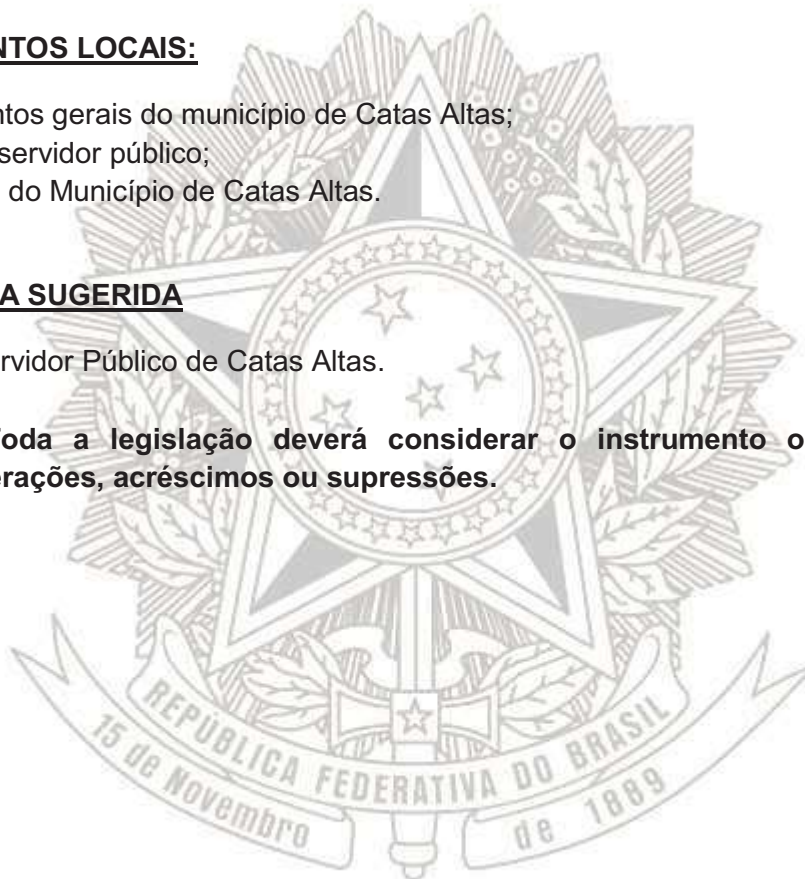 NTOS LOCAIS:
ntos gerais do município de Catas Altas;
servidor público;
do Município de Catas Altas.
A SUGERIDA
rvidor Público de Catas Altas.
Toda a legislação deverá considerar o instrumento o
erações, acréscimos ou supressões.
REPÚBLICA FEDERATIVA DO BRASIL
15 de Novembro de 1889